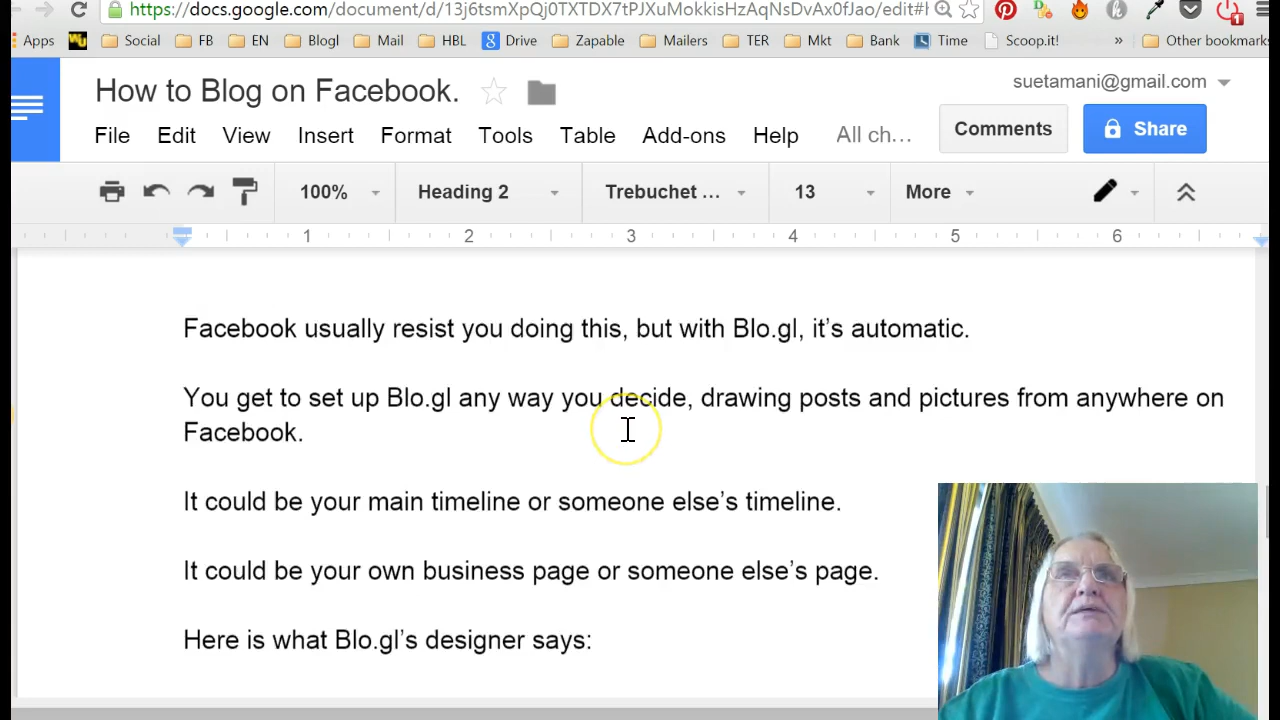 https://docs.google.com/document/d/13j6tsmXpQj0TXTDX7tPJXuMokkisHzAqNsDvAx0fJao/edit#h
Apps Social FB EN Blogl Mail HBL Drive Zapable Mailers TER Mkt Bank Time Scoop.it! » Other bookmarks
How to Blog on Facebook.
suetamani@gmail.com
File Edit View Insert Format Tools Table Add-ons Help All ch... Comments Share
100% Heading 2 Trebuchet ... 13 More
1 2 3 4 5 6
Facebook usually resist you doing this, but with Blo.gl, it’s automatic.
You get to set up Blo.gl any way you decide, drawing posts and pictures from anywhere on
Facebook.
It could be your main timeline or someone else’s timeline.
It could be your own business page or someone else’s page.
Here is what Blo.gl’s designer says: